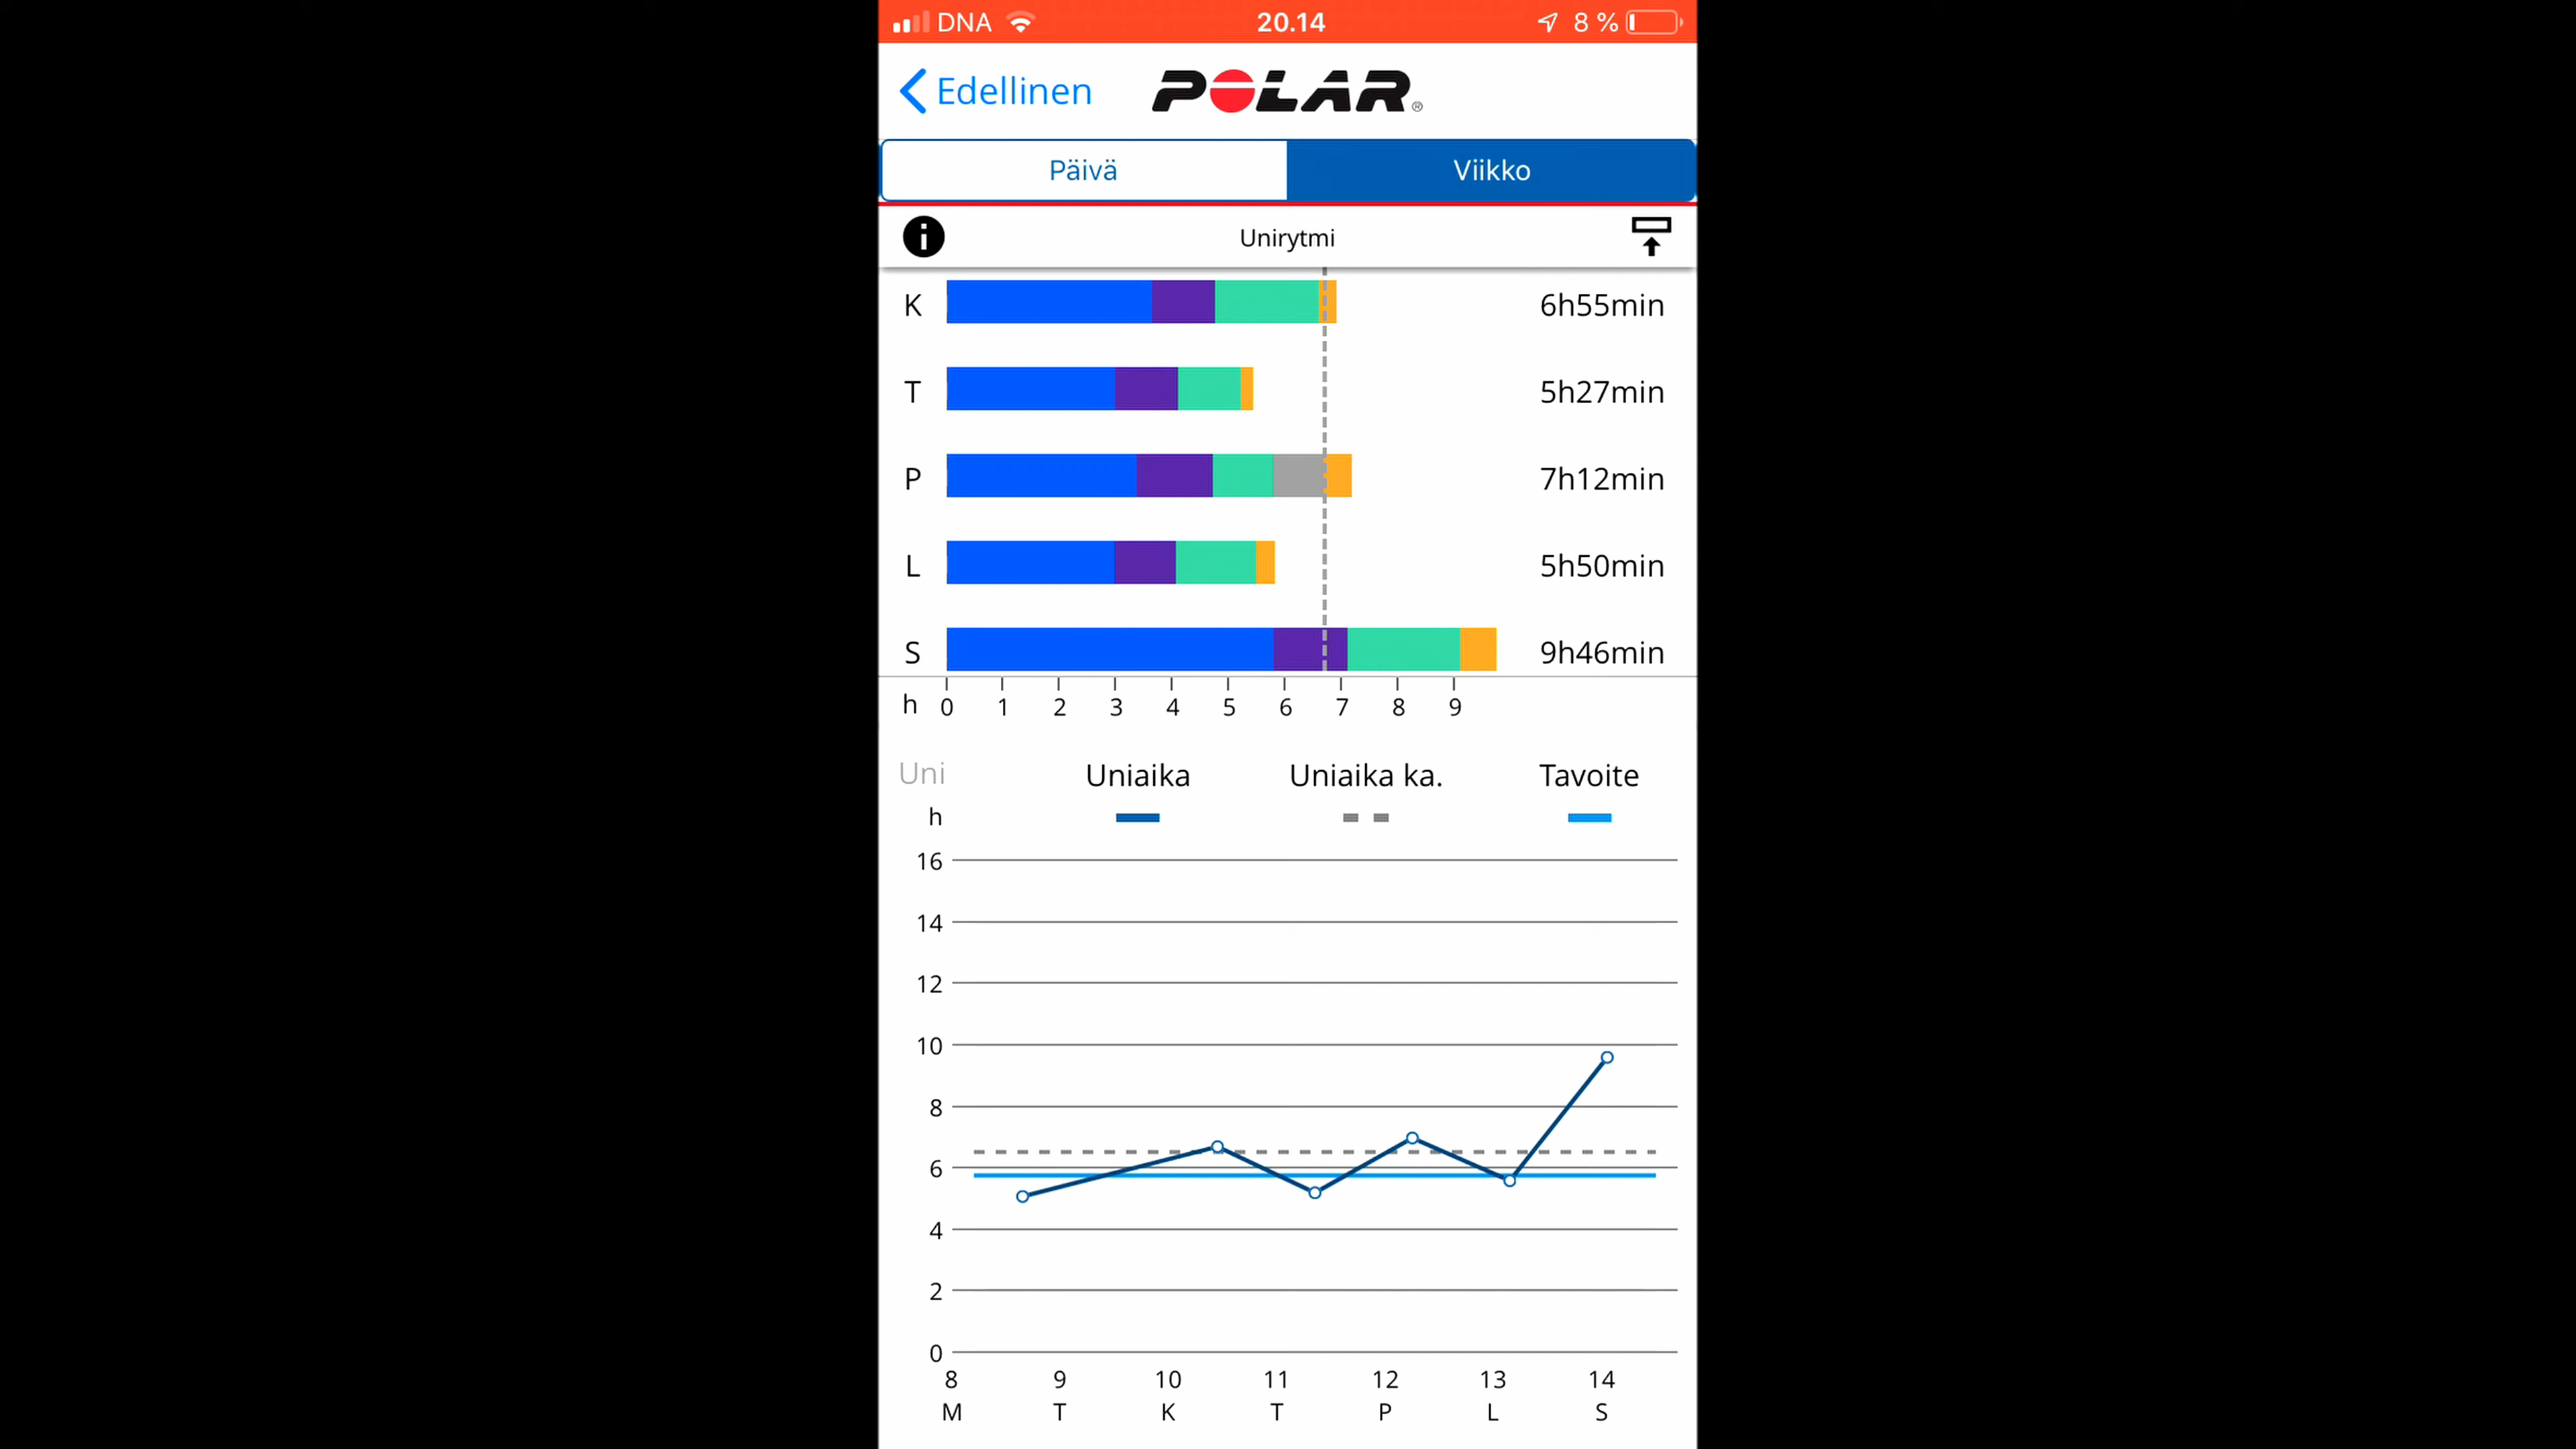 DNA 20.14 8 %
Edellinen POLAR®
Päivä Viikko
i Unirytmi
K 6h55min
T 5h27min
P 7h12min
L 5h50min
S 9h46min
h 0 1 2 3 4 5 6 7 8 9
Uni Uniaika Uniaika ka. Tavoite
h
16
14
12
10
8
6
4
2
0
8 9 10 11 12 13 14
M T K T P L S